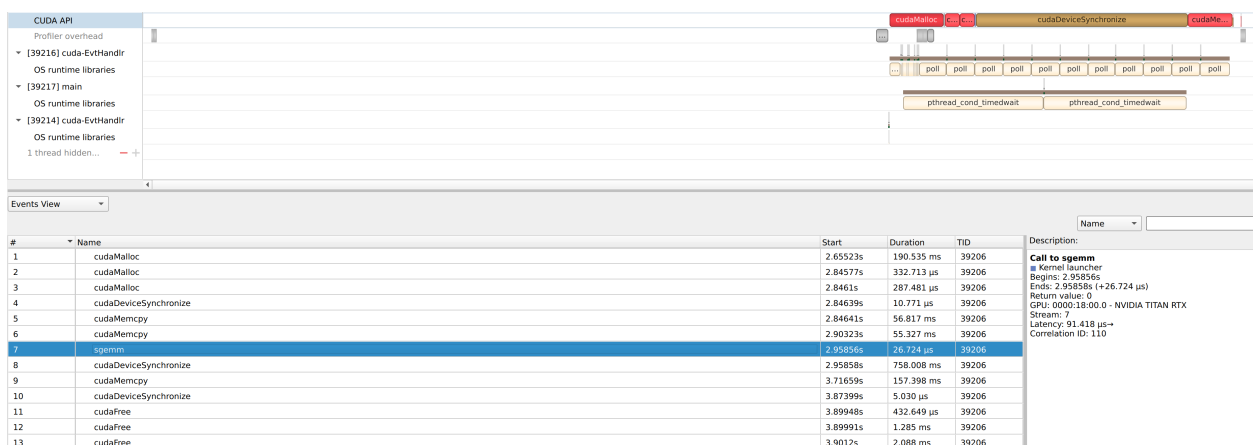 CUDA API
cudaMalloc c... c... cudaDeviceSynchronize cudaMe...
Profiler overhead
...
[39216] cuda-EvtHandlr
OS runtime libraries
... poll poll poll poll poll poll poll poll poll poll poll
[39217] main
OS runtime libraries
pthread_cond_timedwait pthread_cond_timedwait
[39214] cuda-EvtHandlr
OS runtime libraries
1 thread hidden...
Events View
Name
# Name Start Duration TID
Description:
1 cudaMalloc 2.65523s 190.535 ms 39206
2 cudaMalloc 2.84577s 332.713 μs 39206
3 cudaMalloc 2.8461s 287.481 μs 39206
4 cudaDeviceSynchronize 2.84639s 10.771 μs 39206
5 cudaMemcpy 2.84641s 56.817 ms 39206
6 cudaMemcpy 2.90323s 55.327 ms 39206
7 sgemm 2.95856s 26.724 μs 39206
8 cudaDeviceSynchronize 2.95858s 758.008 ms 39206
9 cudaMemcpy 3.71659s 157.398 ms 39206
10 cudaDeviceSynchronize 3.87399s 5.030 μs 39206
11 cudaFree 3.89948s 432.649 μs 39206
12 cudaFree 3.89991s 1.285 ms 39206
13 cudaFree 3.9012s 2.088 ms 39206
Call to sgemm
Kernel launcher
Begins: 2.95856s
Ends: 2.95858s (+26.724 μs)
Return value: 0
GPU: 0000:18:00.0 - NVIDIA TITAN RTX
Stream: 7
Latency: 91.418 μs→
Correlation ID: 110